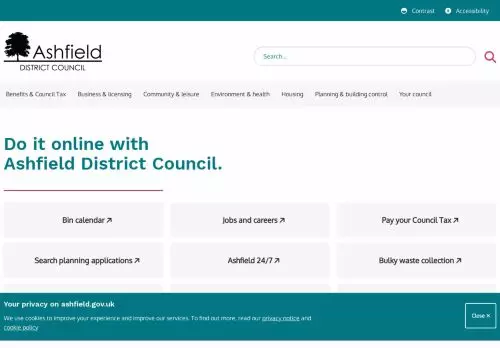 Contrast Accessibility
Ashfield
DISTRICT COUNCIL
Search...
Benefits & Council Tax Business & licensing Community & leisure Environment & health Housing Planning & building control Your council
Do it online with
Ashfield District Council.
Bin calendar Jobs and careers Pay your Council Tax
Search planning applications Ashfield 24/7 Bulky waste collection
Your privacy on ashfield.gov.uk
We use cookies to improve your experience and improve our services. To find out more, read our privacy notice and
cookie policy
Close ×